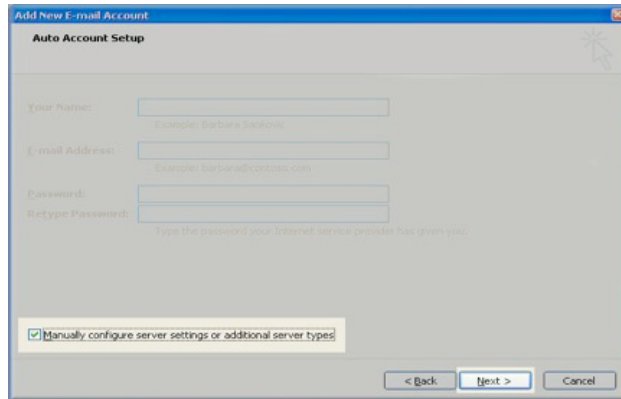 Add New E-mail Account
Auto Account Setup
Your Name:
Example: Barbara Sankovic
E-mail Address:
Example: barbara@contoso.com
Password:
Retype Password:
Type the password your Internet service provider has given you.
Manually configure server settings or additional server types
< Back Next > Cancel